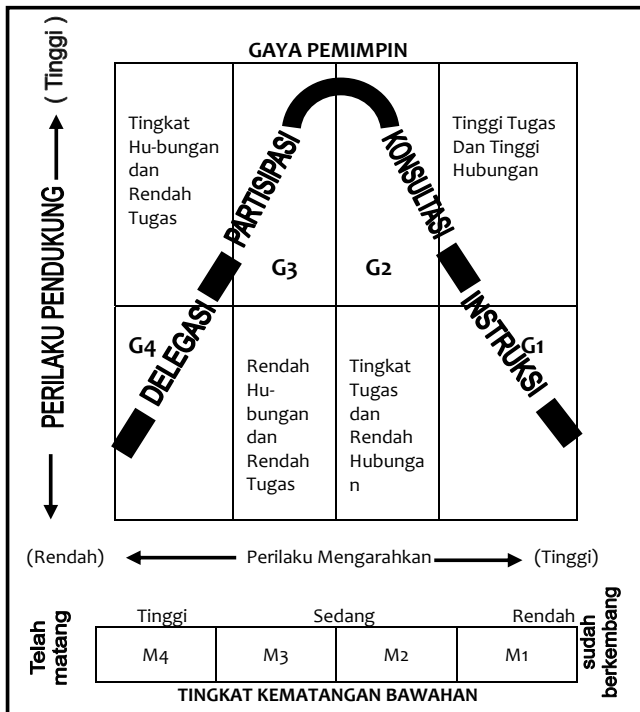 GAYA PEMIMPIN
( Tinggi )
PERILAKU PENDUKUNG
Tingkat
Hu-bungan
dan
Rendah
Tugas
PARTISIPASI
KONSULTASI
Tinggi Tugas
Dan Tinggi
Hubungan
G3
G2
G4
DELEGASI
INSTRUKSI
G1
Rendah
Hu-
bungan
dan
Rendah
Tugas
Tingkat
Tugas
dan
Rendah
Hubunga
n
(Rendah)
Perilaku Mengarahkan
(Tinggi)
Tinggi
Sedang
Rendah
Telah
matang
M4
M3
M2
M1
sudah
berkembang
TINGKAT KEMATANGAN BAWAHAN